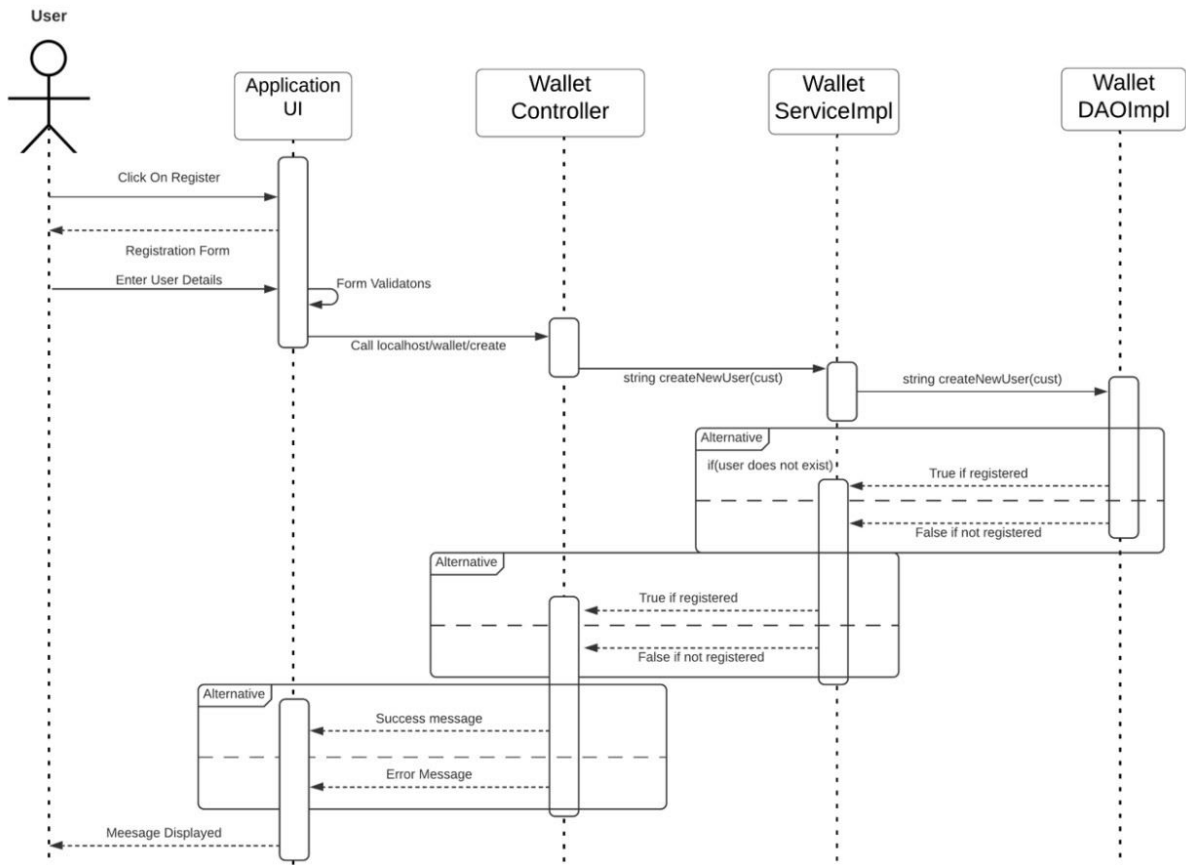 User
Application
UI
Wallet
Controller
Wallet
ServiceImpl
Wallet
DAOImpl
Click On Register
Registration Form
Enter User Details
Form Validatons
Call localhost/wallet/create
string createNewUser(cust)
string createNewUser(cust)
Alternative
if(user does not exist)
True if registered
False if not registered
Alternative
True if registered
False if not registered
Alternative
Success message
Error Message
Meesage Displayed